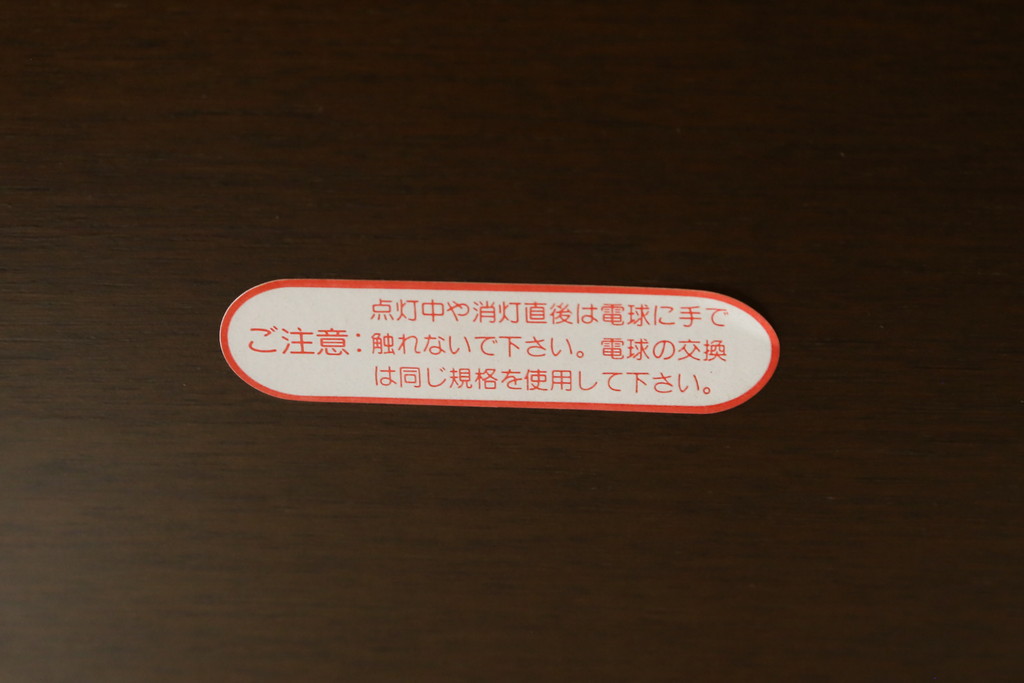 ご注意：
点灯中や消灯直後は電球に手で
触れないで下さい。電球の交換
は同じ規格を使用して下さい。